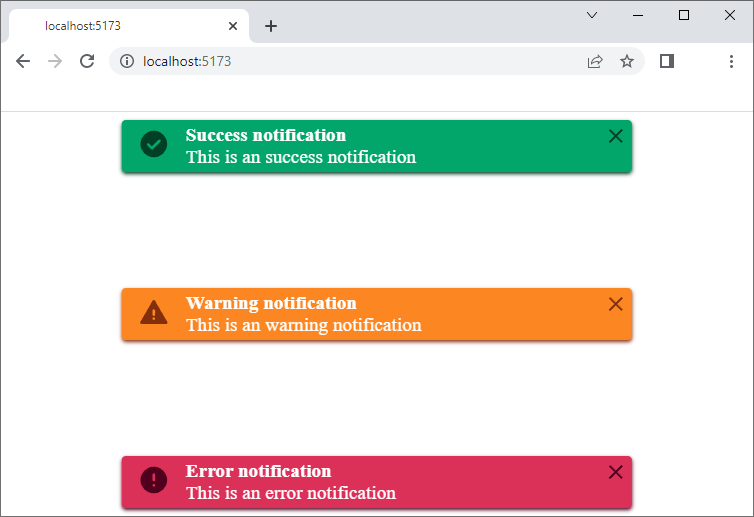 localhost:5173
localhost:5173
Success notification
This is an success notification
Warning notification
This is an warning notification
Error notification
This is an error notification